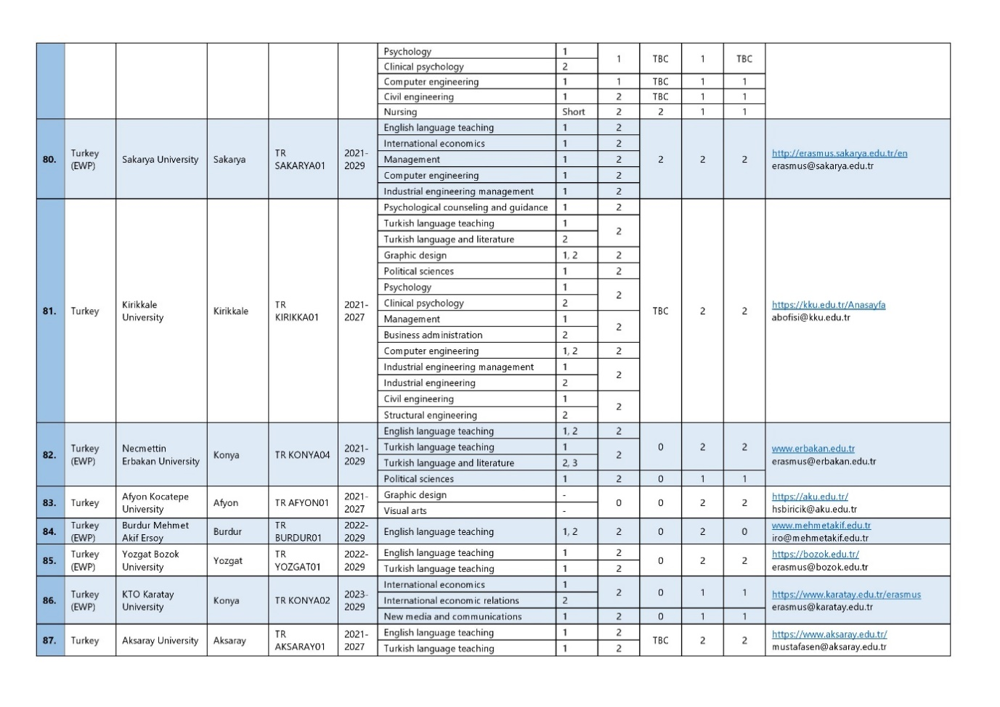 Psychology 1 1 TBC 1 TBC
Clinical psychology 2
Computer engineering 1 1 TBC 1 1
Civil engineering 1 2 TBC 1 1
Nursing Short 2 2 1 1
80. Turkey (EWP) Sakarya University Sakarya TR SAKARYA01 2021-2029 English language teaching 1 2 2 2 2 http://erasmus.sakarya.edu.tr/en erasmus@sakarya.edu.tr
International economics 1 2
Management 1 2
Computer engineering 1 2
Industrial engineering management 1 2
81. Turkey Kirikkale University Kirikkale TR KIRIKKA01 2021-2027 Psychological counseling and guidance 1 2 TBC 2 2 https://kku.edu.tr/Anasayfa abofisi@kku.edu.tr
Turkish language teaching 1 2
Turkish language and literature 2
Graphic design 1, 2 2
Political sciences 1 2
Psychology 1 2
Clinical psychology 2
Management 1 2
Business administration 2
Computer engineering 1, 2 2
Industrial engineering management 1 2
Industrial engineering 2
Civil engineering 1 2
Structural engineering 2
82. Turkey (EWP) Necmettin Erbakan University Konya TR KONYA04 2021-2029 English language teaching 1, 2 2 0 2 2 www.erbakan.edu.tr erasmus@erbakan.edu.tr
Turkish language teaching 1 2
Turkish language and literature 2, 3
Political sciences 1 2 0 1 1
83. Turkey Afyon Kocatepe University Afyon TR AFYON01 2021-2027 Graphic design - 0 0 2 2 https://aku.edu.tr/ hsbiricik@aku.edu.tr
Visual arts -
84. Turkey (EWP) Burdur Mehmet Akif Ersoy Burdur TR BURDUR01 2022-2029 English language teaching 1, 2 2 0 2 0 www.mehmetakif.edu.tr iro@mehmetakif.edu.tr
85. Turkey (EWP) Yozgat Bozok University Yozgat TR YOZGAT01 2022-2029 English language teaching 1 2 0 2 2 https://bozok.edu.tr/ erasmus@bozok.edu.tr
Turkish language teaching 1 2
86. Turkey (EWP) KTO Karatay University Konya TR KONYA02 2023-2029 International economics 1 2 0 1 1 https://www.karatay.edu.tr/erasmus erasmus@karatay.edu.tr
International economic relations 2
New media and communications 1 2 0 1 1
87. Turkey Aksaray University Aksaray TR AKSARAY01 2021-2027 English language teaching 1 2 TBC 2 2 https://www.aksaray.edu.tr/ mustafasen@aksaray.edu.tr
Turkish language teaching 1 2